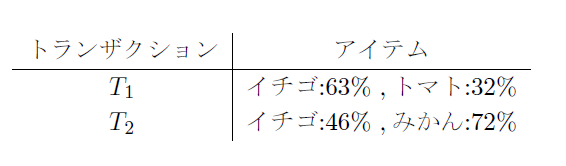 トランザクション アイテム
T1 イチゴ:63% , トマト:32%
T2 イチゴ:46% , みかん:72%